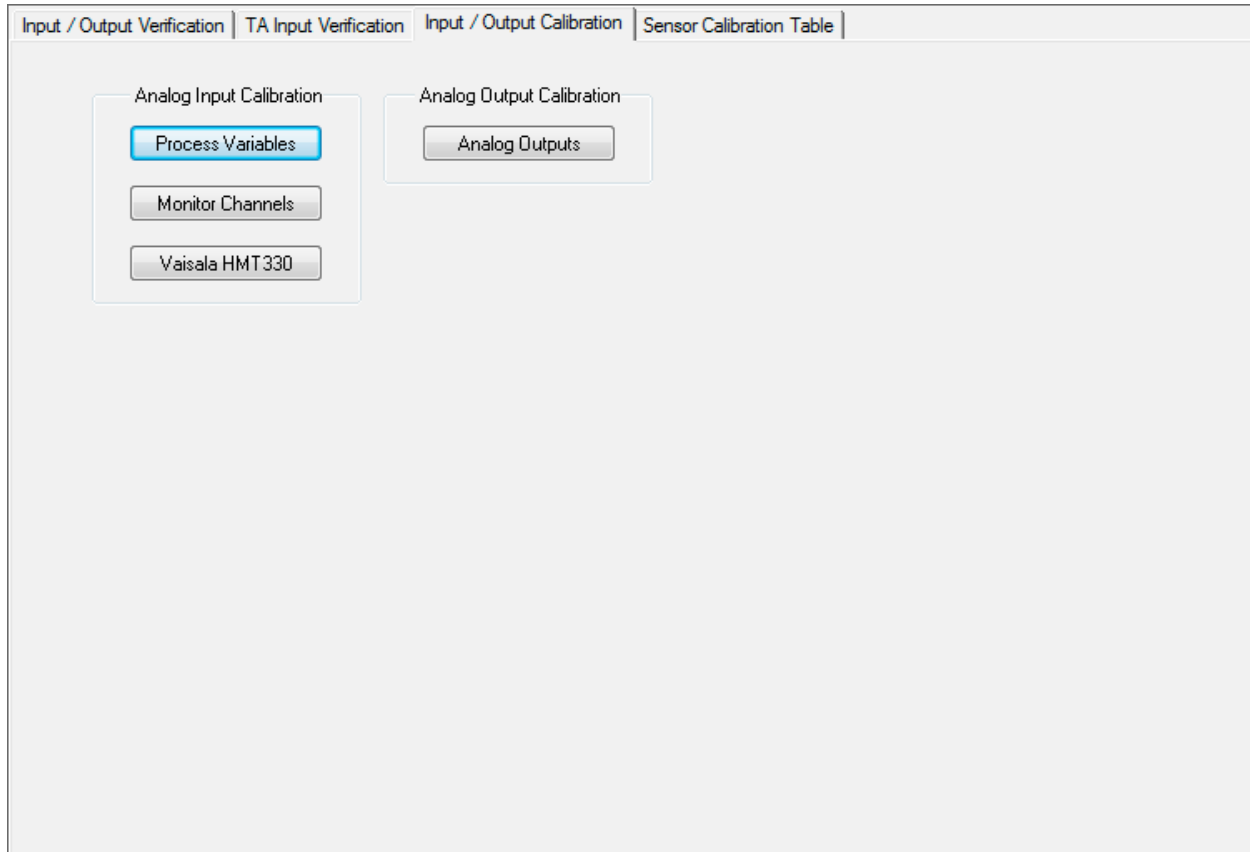 Input / Output Verification
TA Input Verification
Input / Output Calibration
Sensor Calibration Table
Analog Input Calibration
Process Variables
Monitor Channels
Vaisala HMT330
Analog Output Calibration
Analog Outputs